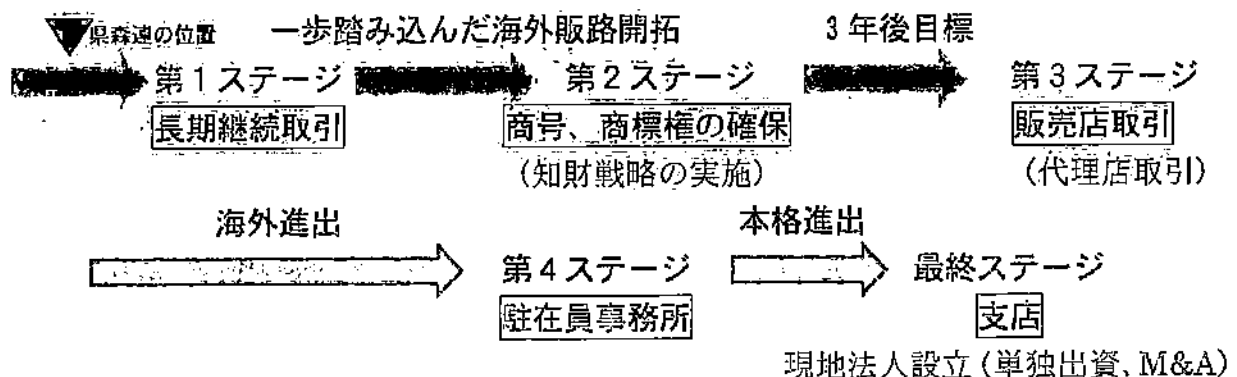 県森連の位置　一歩踏み込んだ海外販路開拓　3年後目標
第1ステージ　第2ステージ　第3ステージ
長期継続取引　商号、商標権の確保　販売店取引
(知財戦略の実施)　(代理店取引)
海外進出　本格進出
第4ステージ　最終ステージ
駐在員事務所　支店
現地法人設立(単独出資,M&A)